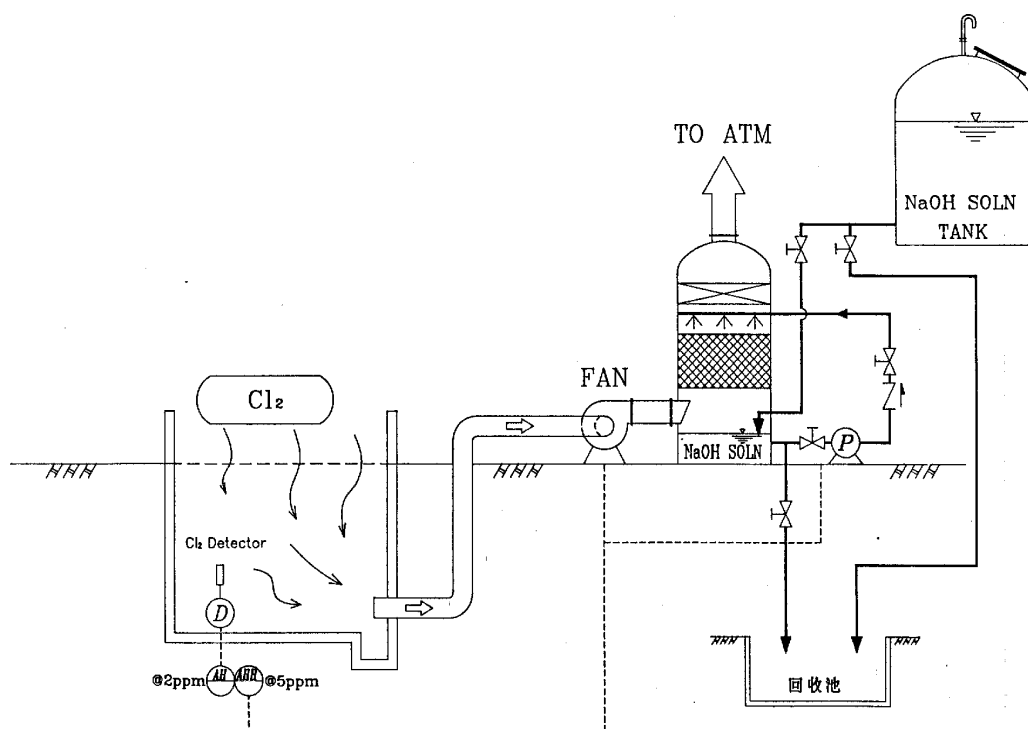 TO ATM
NaOH SOLN
TANK
FAN
Cl₂
NaOH SOLN
P
Cl₂ Detector
D
@2ppm
AH
AHH
@5ppm
回收池